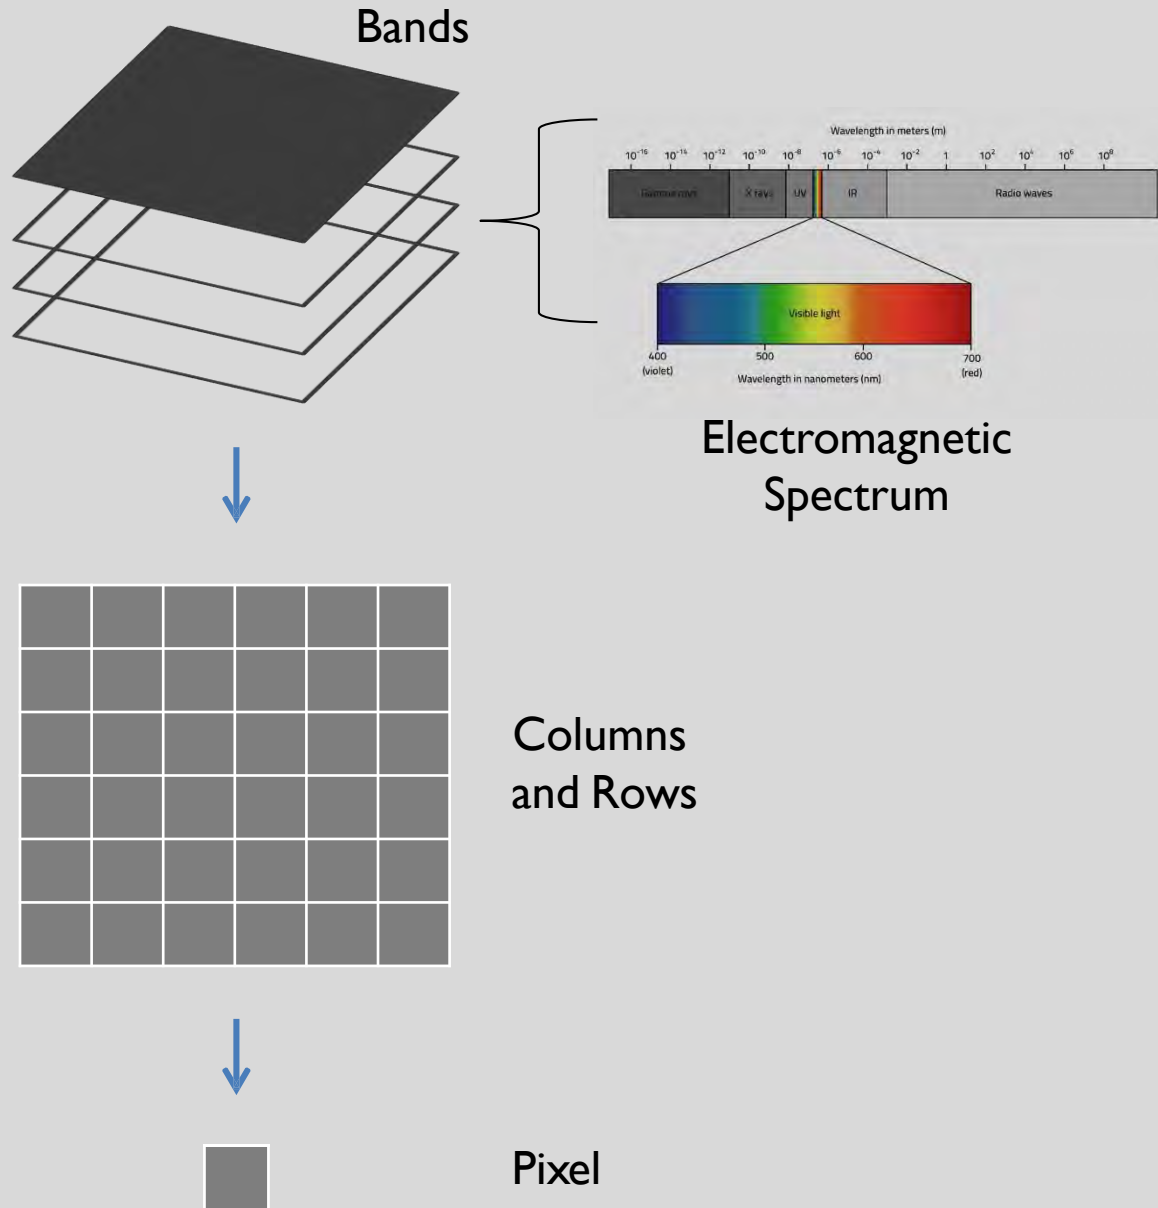 Bands
Wavelength in meters (m)
10⁻¹⁶ 10⁻¹⁴ 10⁻¹² 10⁻¹⁰ 10⁻⁸ 10⁻⁶ 10⁻⁴ 10⁻² 1 10² 10⁴ 10⁶ 10⁸
Gamma rays X rays UV IR Radio waves
Visible light
400 500 600 700
(violet) (red)
Wavelength in nanometers (nm)
Electromagnetic
Spectrum
Columns
and Rows
Pixel